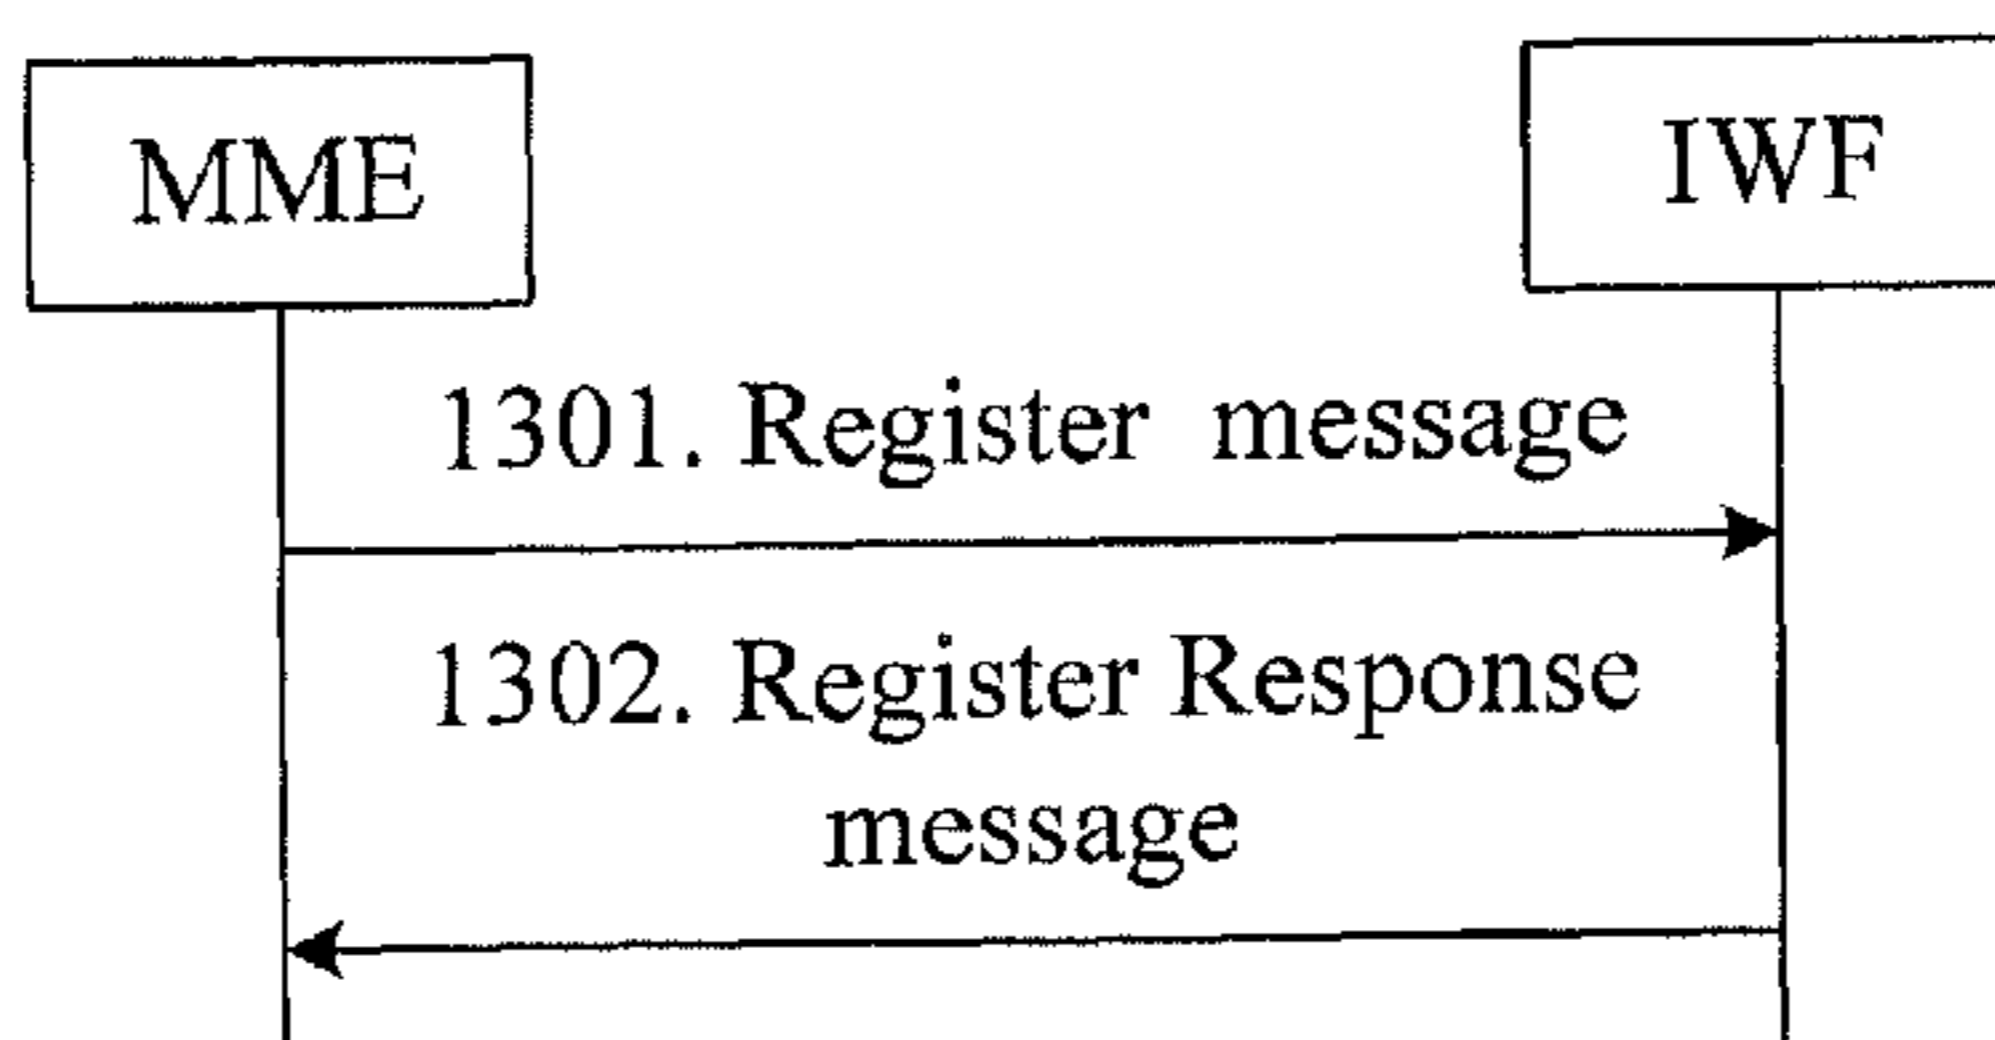 MME
IWF
1301. Register message
1302. Register Response
message